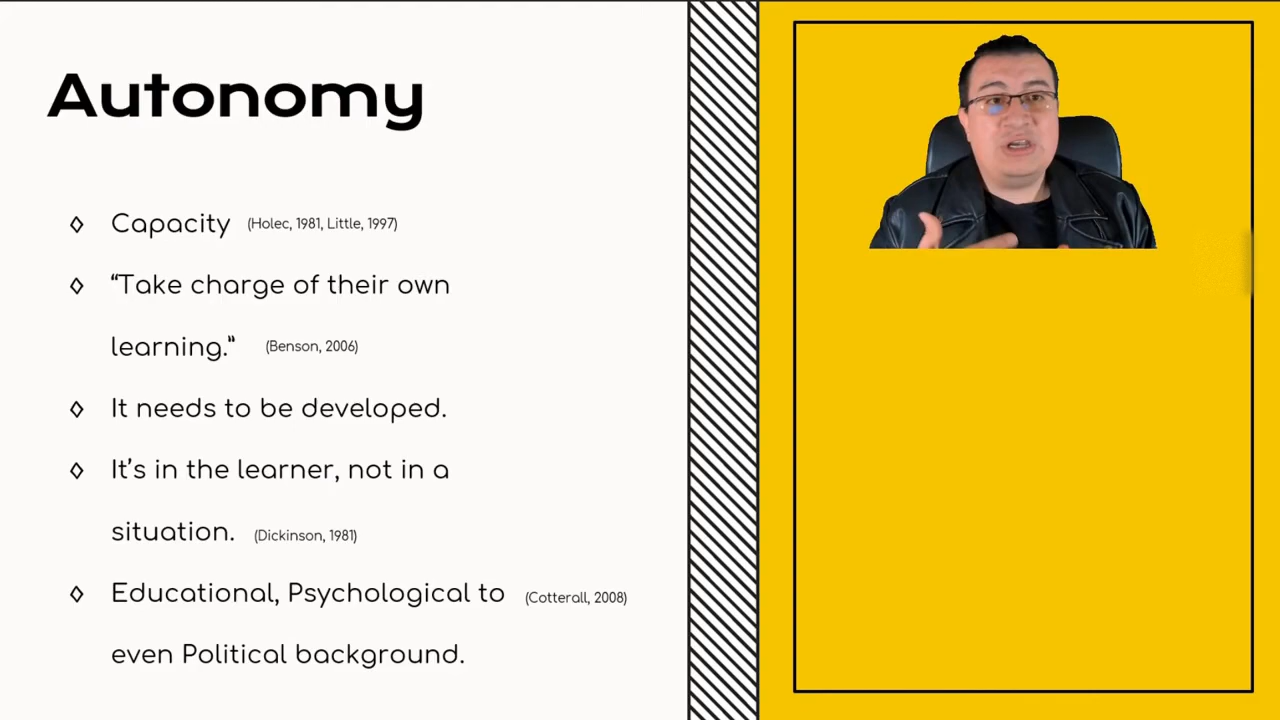 Autonomy
◊ Capacity (Holec, 1981, Little, 1997)
◊ “Take charge of their own
learning.” (Benson, 2006)
◊ It needs to be developed.
◊ It’s in the learner, not in a
situation. (Dickinson, 1981)
◊ Educational, Psychological to (Cotterall, 2008)
even Political background.